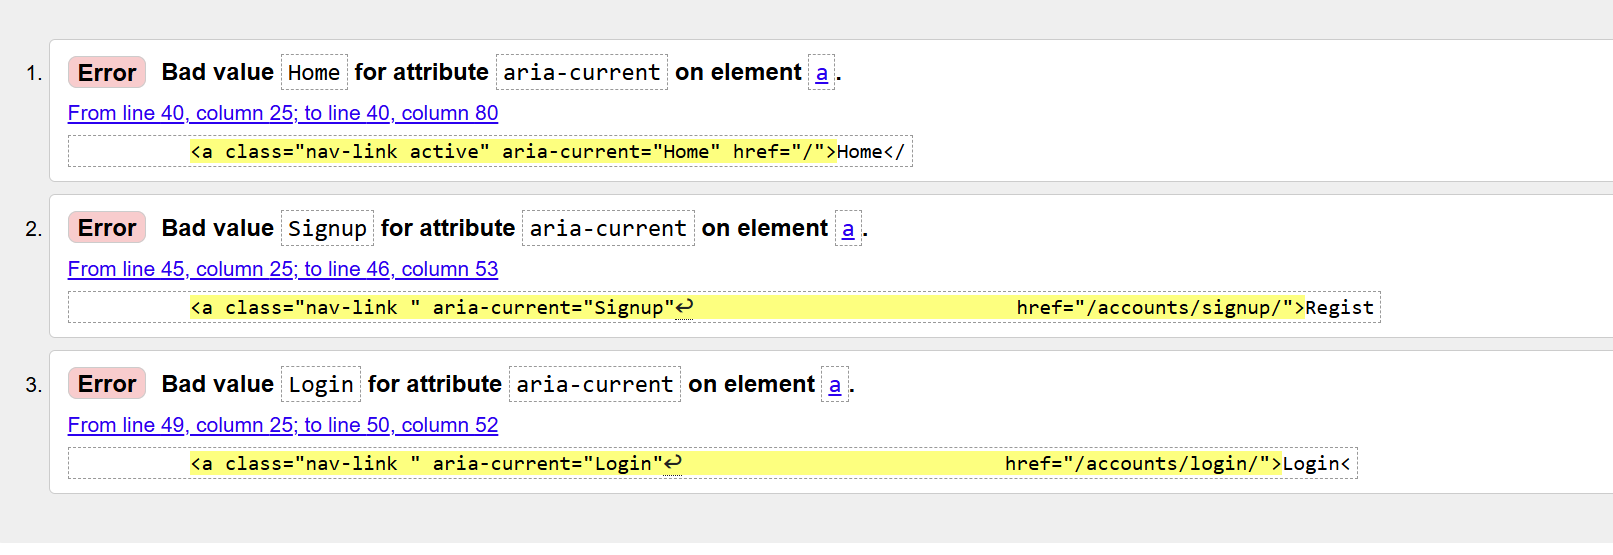 1. Error Bad value Home for attribute aria-current on element a.
From line 40, column 25; to line 40, column 80
<a class="nav-link active" aria-current="Home" href="/">Home</
2. Error Bad value Signup for attribute aria-current on element a.
From line 45, column 25; to line 46, column 53
<a class="nav-link " aria-current="Signup"↩ href="/accounts/signup/">Regist
3. Error Bad value Login for attribute aria-current on element a.
From line 49, column 25; to line 50, column 52
<a class="nav-link " aria-current="Login"↩ href="/accounts/login/">Login<